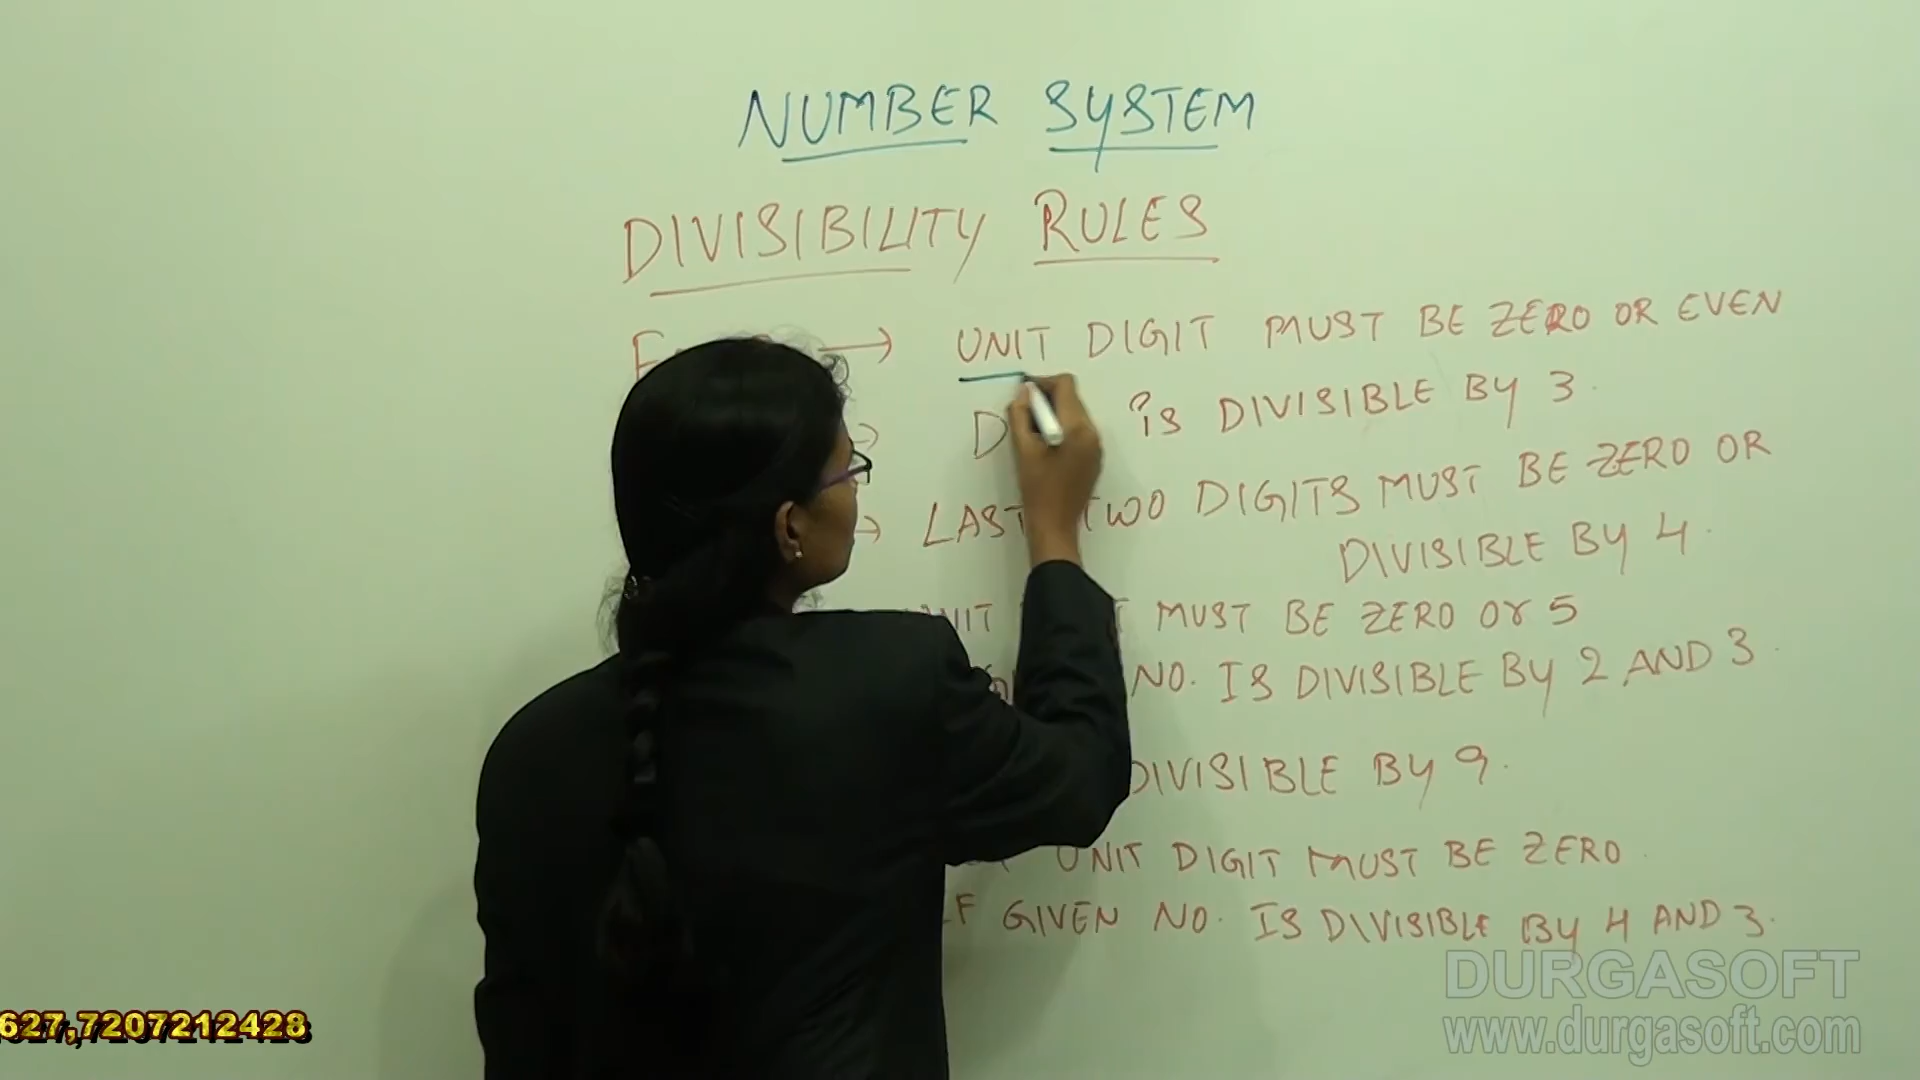 NUMBER SYSTEM
DIVISIBILITY RULES
→ UNIT DIGIT MUST BE ZERO OR EVEN
→ IS DIVISIBLE BY 3.
→ LAST TWO DIGITS MUST BE ZERO OR
DIVISIBLE BY 4.
MUST BE ZERO OR 5
NO. IS DIVISIBLE BY 2 AND 3.
DIVISIBLE BY 9.
UNIT DIGIT MUST BE ZERO.
GIVEN NO. IS DIVISIBLE BY 4 AND 3.
DURGASOFT
www.durgasoft.com
627,7207212428